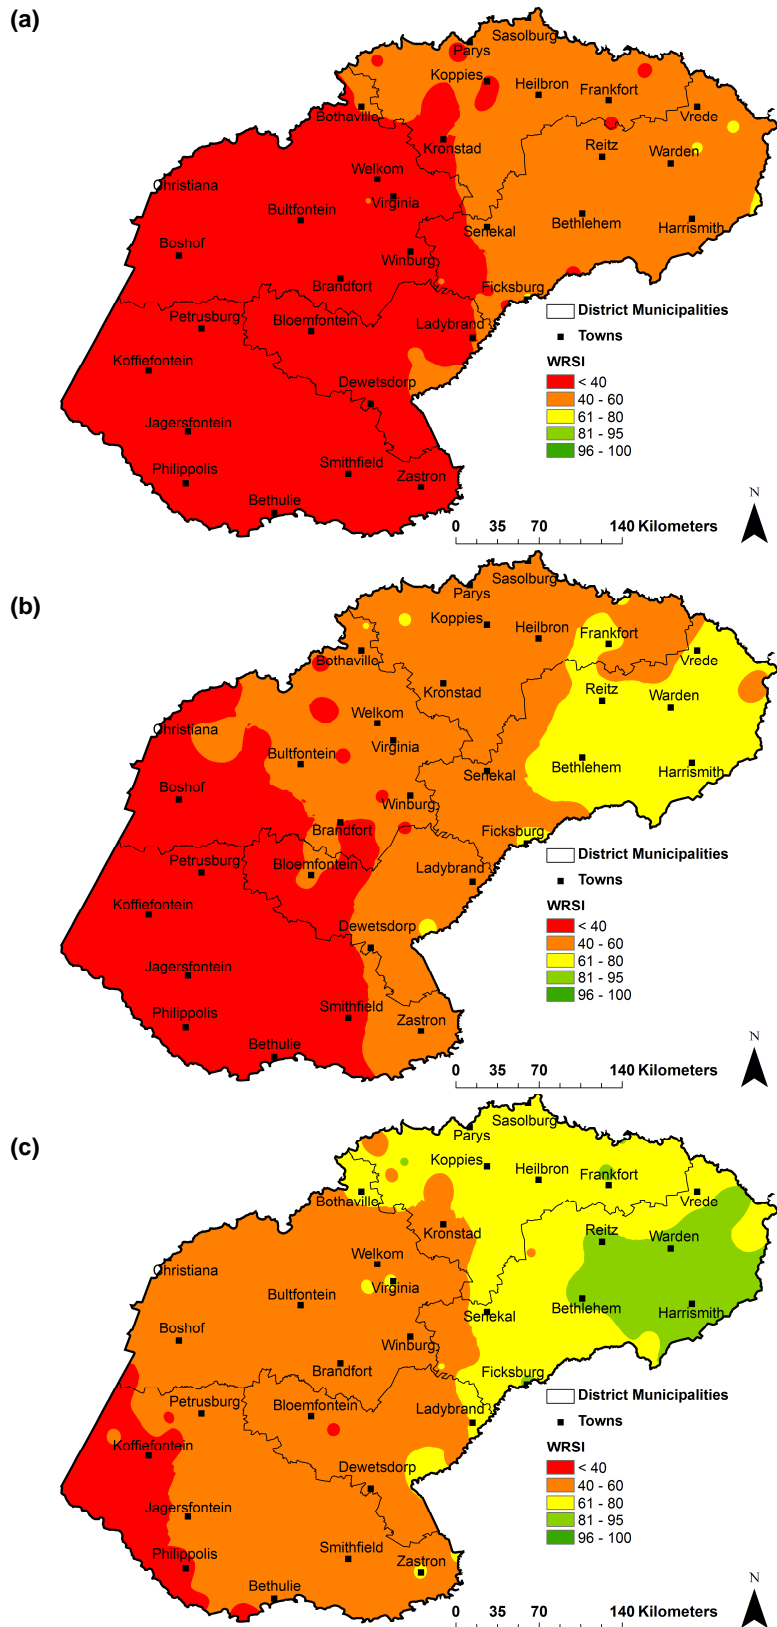 (a)
Sasolburg
Parys
Koppies
Heilbron
Frankfort
Bothaville
Vrede
Kronstad
Reitz
Warden
Welkom
Christiana
Virginia
Bultfontein
Senekal
Bethlehem
Harrismith
Boshof
Winburg
Brandfort
Ficksburg
Petrusburg
Bloemfontein
Ladybrand
Koffiefontein
Dewetsdorp
Jagersfontein
Philippolis
Smithfield
Zastron
Bethulie
District Municipalities
Towns
WRSI
< 40
40 - 60
61 - 80
81 - 95
96 - 100
0 35 70 140 Kilometers
N
(b)
Sasolburg
Parys
Koppies
Heilbron
Frankfort
Bothaville
Vrede
Kronstad
Reitz
Warden
Welkom
Christiana
Virginia
Bultfontein
Senekal
Bethlehem
Harrismith
Boshof
Winburg
Brandfort
Ficksburg
Petrusburg
Bloemfontein
Ladybrand
Koffiefontein
Dewetsdorp
Jagersfontein
Philippolis
Smithfield
Zastron
Bethulie
District Municipalities
Towns
WRSI
< 40
40 - 60
61 - 80
81 - 95
96 - 100
0 35 70 140 Kilometers
N
(c)
Sasolburg
Parys
Koppies
Heilbron
Frankfort
Bothaville
Vrede
Kronstad
Reitz
Warden
Welkom
Christiana
Virginia
Bultfontein
Senekal
Bethlehem
Harrismith
Boshof
Winburg
Brandfort
Ficksburg
Petrusburg
Bloemfontein
Ladybrand
Koffiefontein
Dewetsdorp
Jagersfontein
Philippolis
Smithfield
Zastron
Bethulie
District Municipalities
Towns
WRSI
< 40
40 - 60
61 - 80
81 - 95
96 - 100
0 35 70 140 Kilometers
N